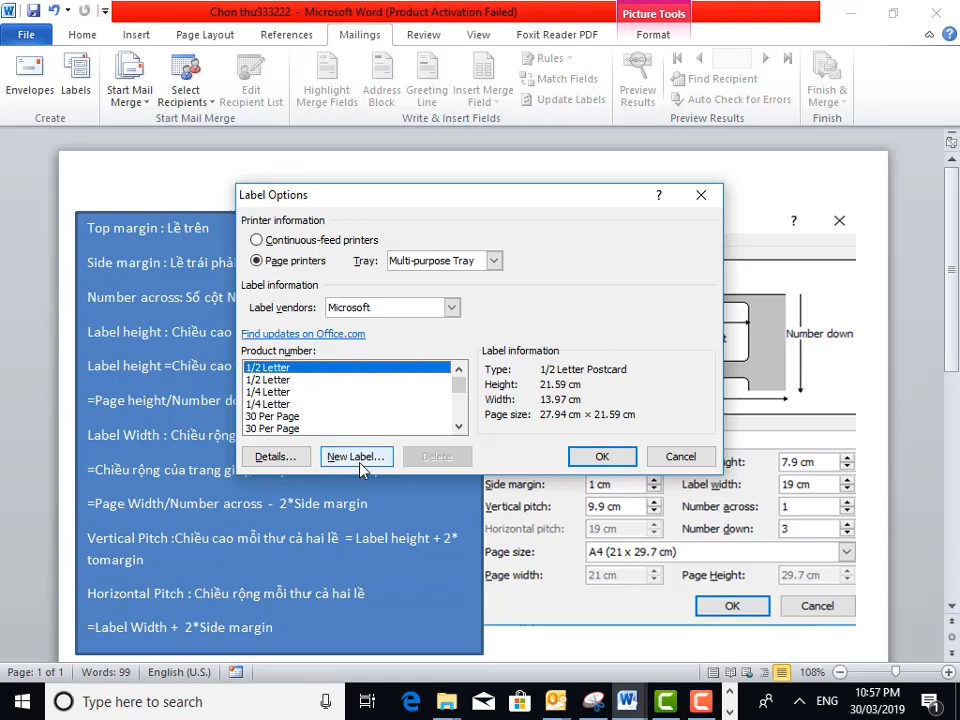 Chon thu333222 - Microsoft Word (Product Activation Failed)
Picture Tools
File
Home
Insert
Page Layout
References
Mailings
Review
View
Foxit Reader PDF
Format
Envelopes
Labels
Start Mail Merge
Select Recipients
Edit Recipient List
Highlight Merge Fields
Address Block
Greeting Line
Insert Merge Field
Rules
Match Fields
Update Labels
Preview Results
Find Recipient
Auto Check for Errors
Finish & Merge
Create
Start Mail Merge
Write & Insert Fields
Preview Results
Finish
Label Options
Printer information
Continuous-feed printers
Page printers
Tray:
Multi-purpose Tray
Label information
Label vendors:
Microsoft
Find updates on Office.com
Product number:
1/2 Letter
1/2 Letter
1/4 Letter
1/4 Letter
30 Per Page
30 Per Page
Label information
Type: 1/2 Letter Postcard
Height: 21.59 cm
Width: 13.97 cm
Page size: 27.94 cm × 21.59 cm
Details...
New Label...
Delete
OK
Cancel
Top margin : Lề trên
Side margin : Lề trái phải
Number across: Số cột
Label height : Chiều cao
Label height =Chiều cao
=Page height/Number
Label Width : Chiều rộng
=Chiều rộng của trang
=Page Width/Number across - 2*Side margin
Vertical Pitch :Chiều cao mỗi thư cả hai lề = Label height + 2*
tomargin
Horizontal Pitch : Chiều rộng mỗi thư cả hai lề
=Label Width + 2*Side margin
Number down
7.9 cm
Side margin: 1 cm
Label width: 19 cm
Vertical pitch: 9.9 cm
Number across: 1
Horizontal pitch: 19 cm
Number down: 3
Page size: A4 (21 x 29.7 cm)
Page width: 21 cm
Page Height: 29.7 cm
OK
Cancel
Page: 1 of 1
Words: 99
English (U.S.)
108%
Type here to search
ENG
10:57 PM
30/03/2019
1